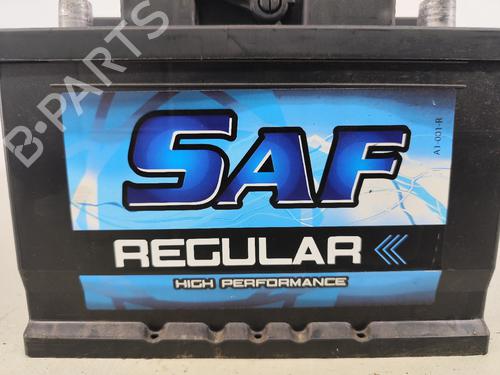 B-PARTS
SAF
A1-001-R
REGULAR
HIGH PERFORMANCE